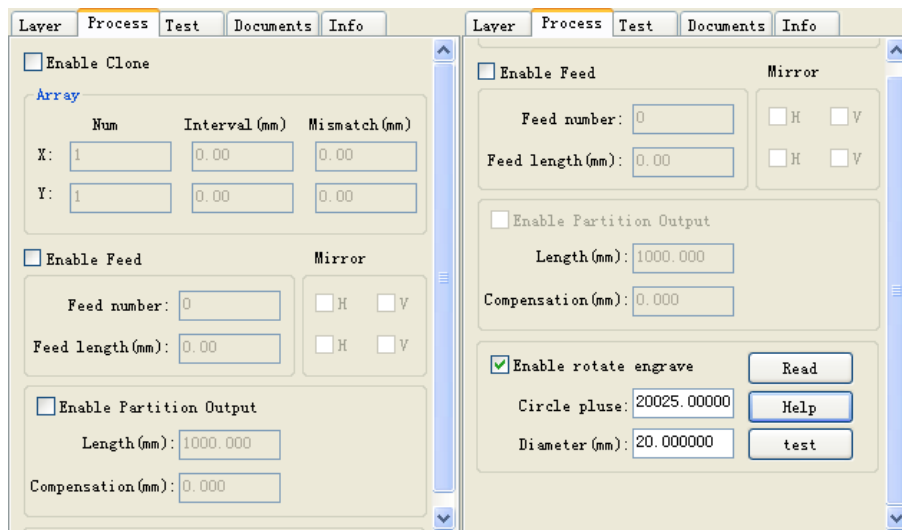 Layer Process Test Documents Info
Enable Clone
Array
Num Interval(mm) Mismatch(mm)
X: 1 0.00 0.00
Y: 1 0.00 0.00
Enable Feed Mirror
Feed number: 0 H V
Feed length(mm): 0.00 H V
Enable Partition Output
Length(mm): 1000.000
Compensation(mm): 0.000
Layer Process Test Documents Info
Enable Feed Mirror
Feed number: 0 H V
Feed length(mm): 0.00 H V
Enable Partition Output
Length(mm): 1000.000
Compensation(mm): 0.000
Enable rotate engrave Read
Circle pluse: 20025.00000 Help
Diameter(mm): 20.000000 test